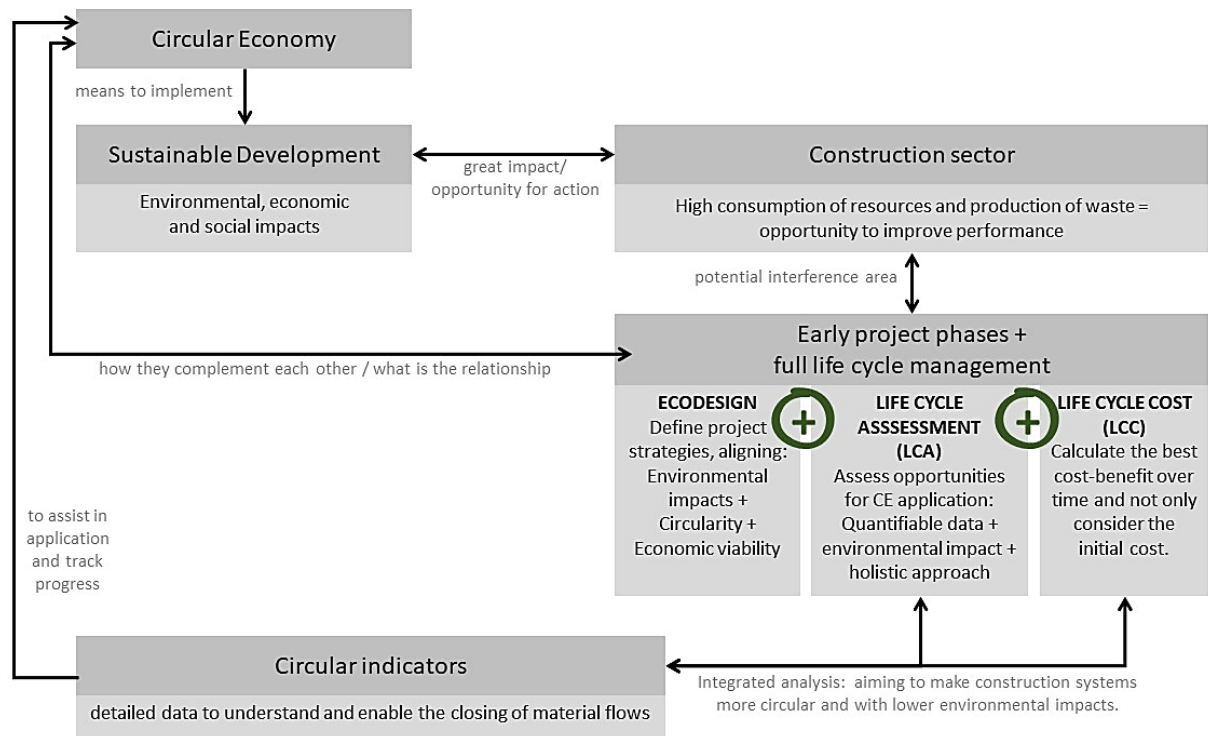 Circular Economy
means to implement
Sustainable Development
Environmental, economic
and social impacts
great impact/
opportunity for action
Construction sector
High consumption of resources and production of waste =
opportunity to improve performance
potential interference area
Early project phases +
full life cycle management
how they complement each other / what is the relationship
ECODESIGN
Define project
strategies, aligning:
Environmental
impacts +
Circularity +
Economic viability
+
LIFE CYCLE
ASSSESSMENT
(LCA)
Assess opportunities
for CE application:
Quantifiable data +
environmental impact +
holistic approach
+
LIFE CYCLE COST
(LCC)
Calculate the best
cost-benefit over
time and not only
consider the
initial cost.
to assist in
application
and track
progress
Circular indicators
detailed data to understand and enable the closing of material flows
Integrated analysis: aiming to make construction systems
more circular and with lower environmental impacts.